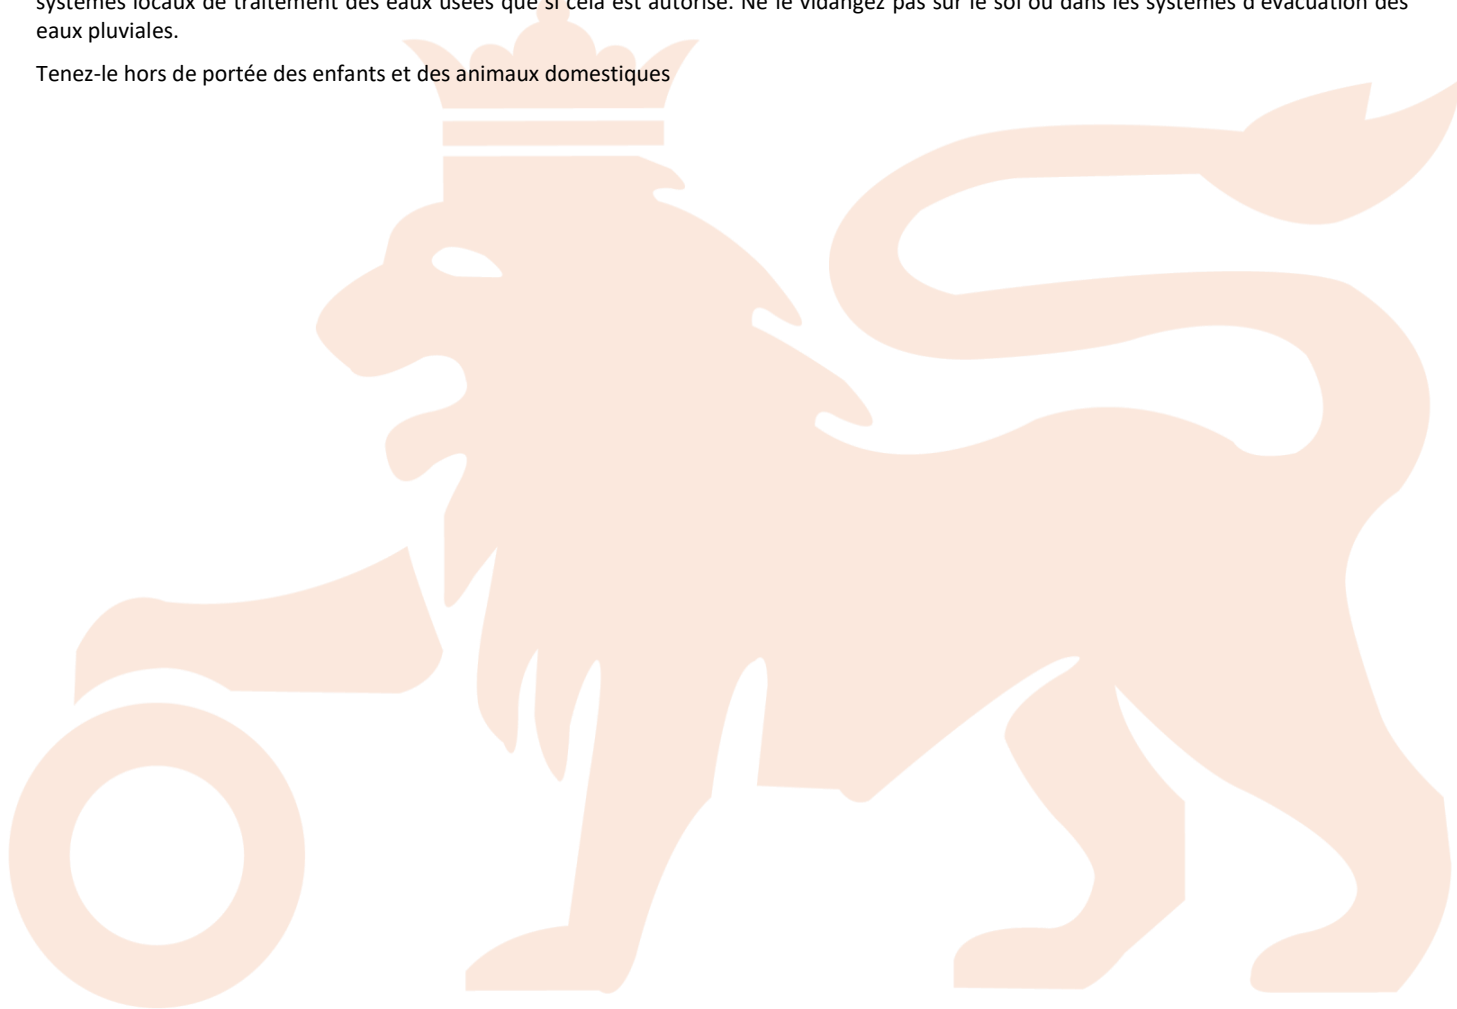 systèmes locaux de traitement des eaux usées que si cela est autorisé. Ne le vidangez pas sur le sol ou dans les systèmes d'évacuation des
eaux pluviales.
Tenez-le hors de portée des enfants et des animaux domestiques